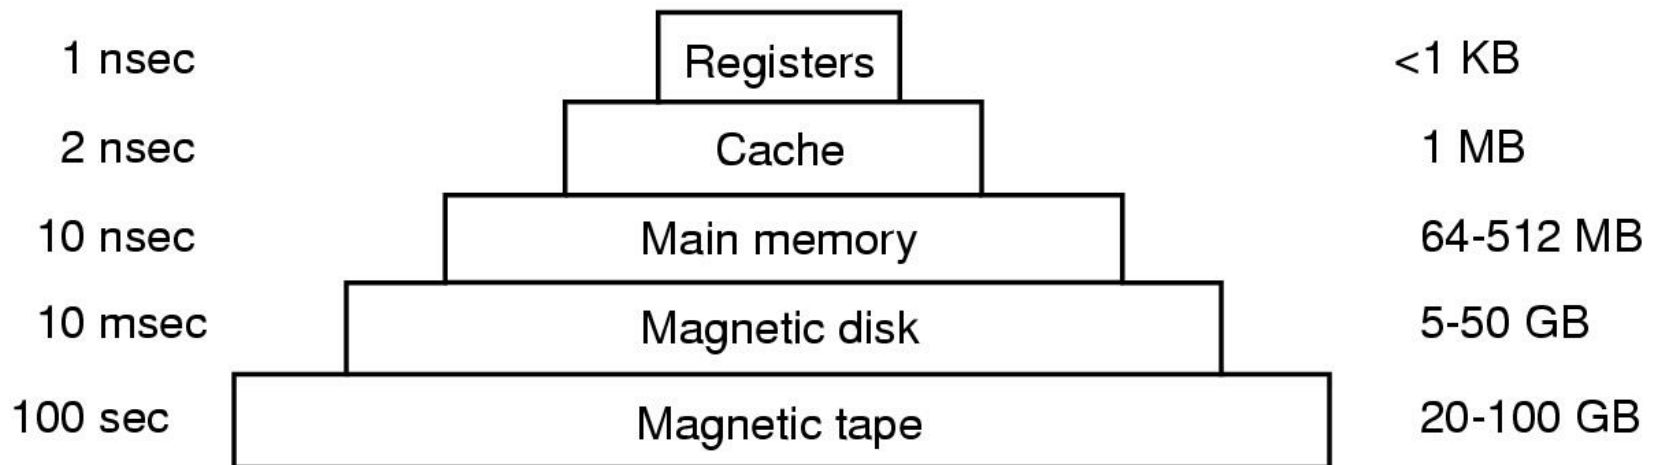 1 nsec Registers <1 KB
2 nsec Cache 1 MB
10 nsec Main memory 64-512 MB
10 msec Magnetic disk 5-50 GB
100 sec Magnetic tape 20-100 GB